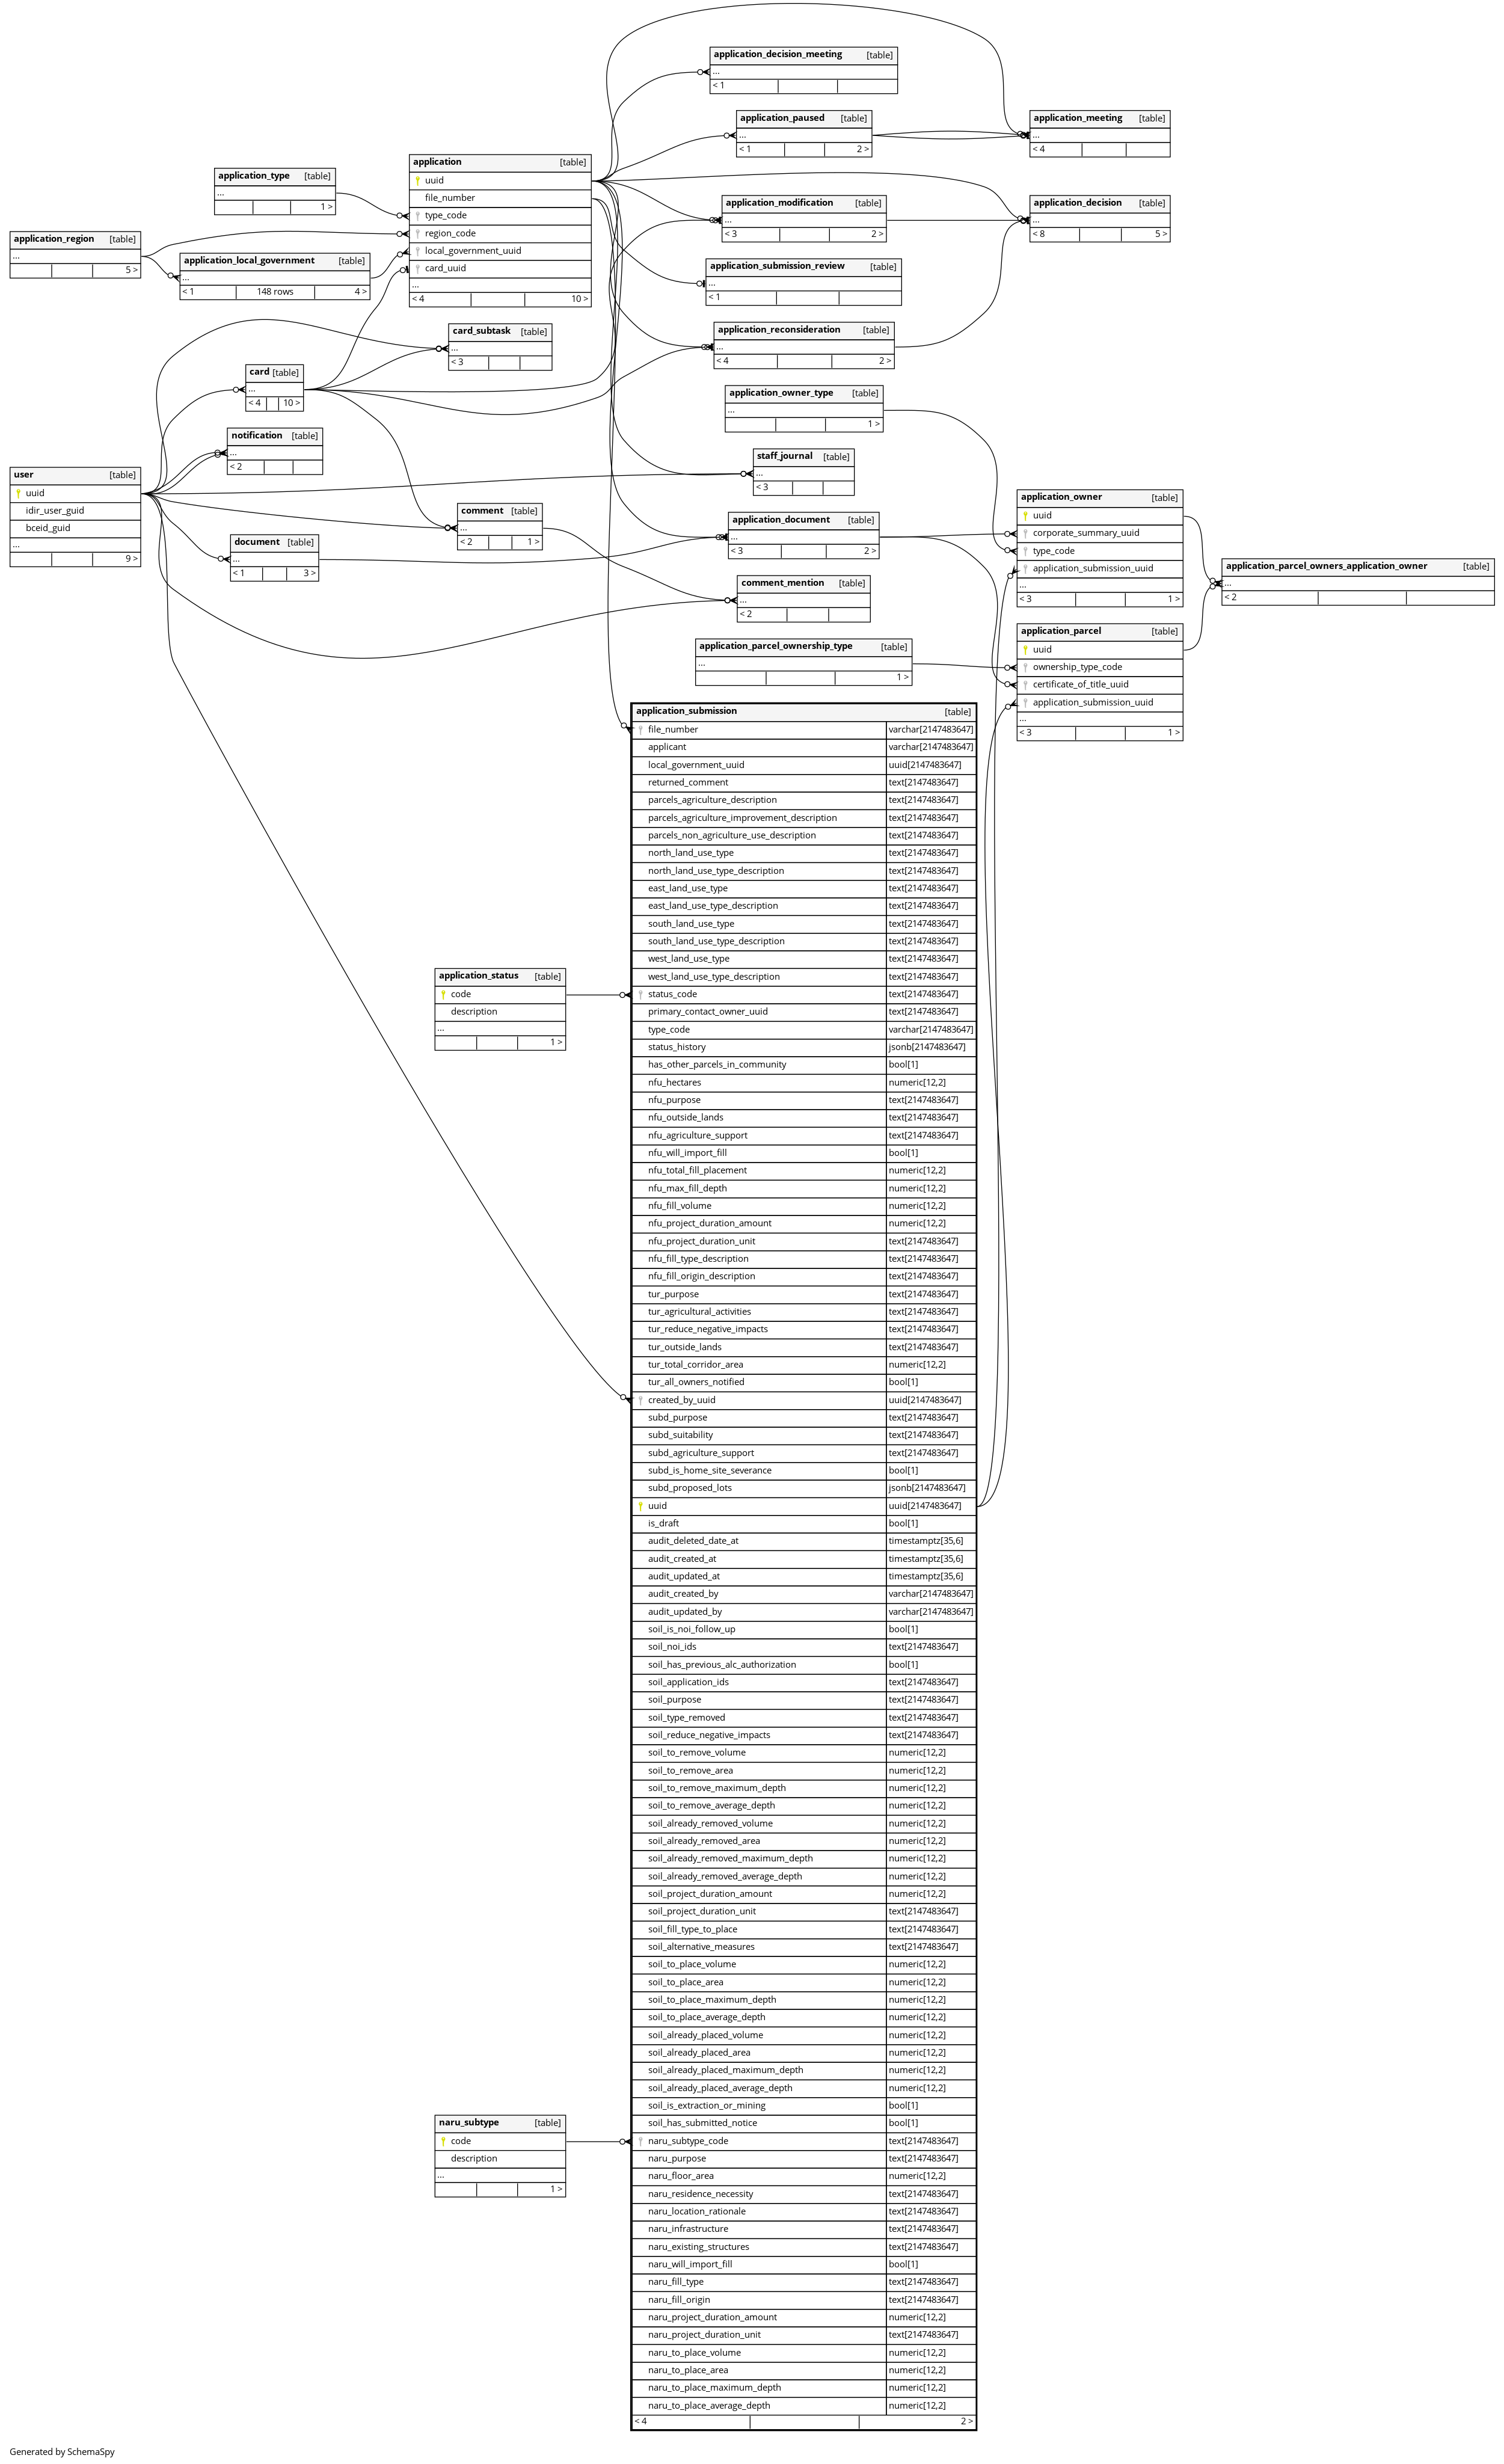 application_decision_meeting [table]
...
< 1
application_paused [table]
...
< 1 2 >
application_meeting [table]
...
< 4
application [table]
uuid
file_number
type_code
region_code
local_government_uuid
card_uuid
...
< 4 10 >
application_type [table]
...
1 >
application_modification [table]
...
< 3 2 >
application_decision [table]
...
< 8 5 >
application_region [table]
...
5 >
application_local_government [table]
...
< 1 148 rows 4 >
application_submission_review [table]
...
< 1
card_subtask [table]
...
< 3
application_reconsideration [table]
...
< 4 2 >
card [table]
...
< 4 10 >
application_owner_type [table]
...
1 >
notification [table]
...
< 2
staff_journal [table]
...
< 3
user [table]
uuid
idir_user_guid
bceid_guid
...
9 >
application_owner [table]
uuid
corporate_summary_uuid
type_code
application_submission_uuid
...
< 3 1 >
comment [table]
...
< 2 1 >
application_document [table]
...
< 3 2 >
document [table]
...
< 1 3 >
application_parcel_owners_application_owner [table]
...
< 2
comment_mention [table]
...
< 2
application_parcel [table]
uuid
ownership_type_code
certificate_of_title_uuid
application_submission_uuid
...
< 3 1 >
application_parcel_ownership_type [table]
...
1 >
application_submission [table]
file_number varchar[2147483647]
applicant varchar[2147483647]
local_government_uuid uuid[2147483647]
returned_comment text[2147483647]
parcels_agriculture_description text[2147483647]
parcels_agriculture_improvement_description text[2147483647]
parcels_non_agriculture_use_description text[2147483647]
north_land_use_type text[2147483647]
north_land_use_type_description text[2147483647]
east_land_use_type text[2147483647]
east_land_use_type_description text[2147483647]
south_land_use_type text[2147483647]
south_land_use_type_description text[2147483647]
west_land_use_type text[2147483647]
west_land_use_type_description text[2147483647]
status_code text[2147483647]
primary_contact_owner_uuid text[2147483647]
type_code varchar[2147483647]
status_history jsonb[2147483647]
has_other_parcels_in_community bool[1]
nfu_hectares numeric[12,2]
nfu_purpose text[2147483647]
nfu_outside_lands text[2147483647]
nfu_agriculture_support text[2147483647]
nfu_will_import_fill bool[1]
nfu_total_fill_placement numeric[12,2]
nfu_max_fill_depth numeric[12,2]
nfu_fill_volume numeric[12,2]
nfu_project_duration_amount numeric[12,2]
nfu_project_duration_unit text[2147483647]
nfu_fill_type_description text[2147483647]
nfu_fill_origin_description text[2147483647]
tur_purpose text[2147483647]
tur_agricultural_activities text[2147483647]
tur_reduce_negative_impacts text[2147483647]
tur_outside_lands text[2147483647]
tur_total_corridor_area numeric[12,2]
tur_all_owners_notified bool[1]
created_by_uuid uuid[2147483647]
subd_purpose text[2147483647]
subd_suitability text[2147483647]
subd_agriculture_support text[2147483647]
subd_is_home_site_severance bool[1]
subd_proposed_lots jsonb[2147483647]
uuid uuid[2147483647]
is_draft bool[1]
audit_deleted_date_at timestamptz[35,6]
audit_created_at timestamptz[35,6]
audit_updated_at timestamptz[35,6]
audit_created_by varchar[2147483647]
audit_updated_by varchar[2147483647]
soil_is_noi_follow_up bool[1]
soil_noi_ids text[2147483647]
soil_has_previous_alc_authorization bool[1]
soil_application_ids text[2147483647]
soil_purpose text[2147483647]
soil_type_removed text[2147483647]
soil_reduce_negative_impacts text[2147483647]
soil_to_remove_volume numeric[12,2]
soil_to_remove_area numeric[12,2]
soil_to_remove_maximum_depth numeric[12,2]
soil_to_remove_average_depth numeric[12,2]
soil_already_removed_volume numeric[12,2]
soil_already_removed_area numeric[12,2]
soil_already_removed_maximum_depth numeric[12,2]
soil_already_removed_average_depth numeric[12,2]
soil_project_duration_amount numeric[12,2]
soil_project_duration_unit text[2147483647]
soil_fill_type_to_place text[2147483647]
soil_alternative_measures text[2147483647]
soil_to_place_volume numeric[12,2]
soil_to_place_area numeric[12,2]
soil_to_place_maximum_depth numeric[12,2]
soil_to_place_average_depth numeric[12,2]
soil_already_placed_volume numeric[12,2]
soil_already_placed_area numeric[12,2]
soil_already_placed_maximum_depth numeric[12,2]
soil_already_placed_average_depth numeric[12,2]
soil_is_extraction_or_mining bool[1]
soil_has_submitted_notice bool[1]
naru_subtype_code text[2147483647]
naru_purpose text[2147483647]
naru_floor_area numeric[12,2]
naru_residence_necessity text[2147483647]
naru_location_rationale text[2147483647]
naru_infrastructure text[2147483647]
naru_existing_structures text[2147483647]
naru_will_import_fill bool[1]
naru_fill_type text[2147483647]
naru_fill_origin text[2147483647]
naru_project_duration_amount numeric[12,2]
naru_project_duration_unit text[2147483647]
naru_to_place_volume numeric[12,2]
naru_to_place_area numeric[12,2]
naru_to_place_maximum_depth numeric[12,2]
naru_to_place_average_depth numeric[12,2]
< 4 2 >
application_status [table]
code
description
...
1 >
naru_subtype [table]
code
description
...
1 >
Generated by SchemaSpy